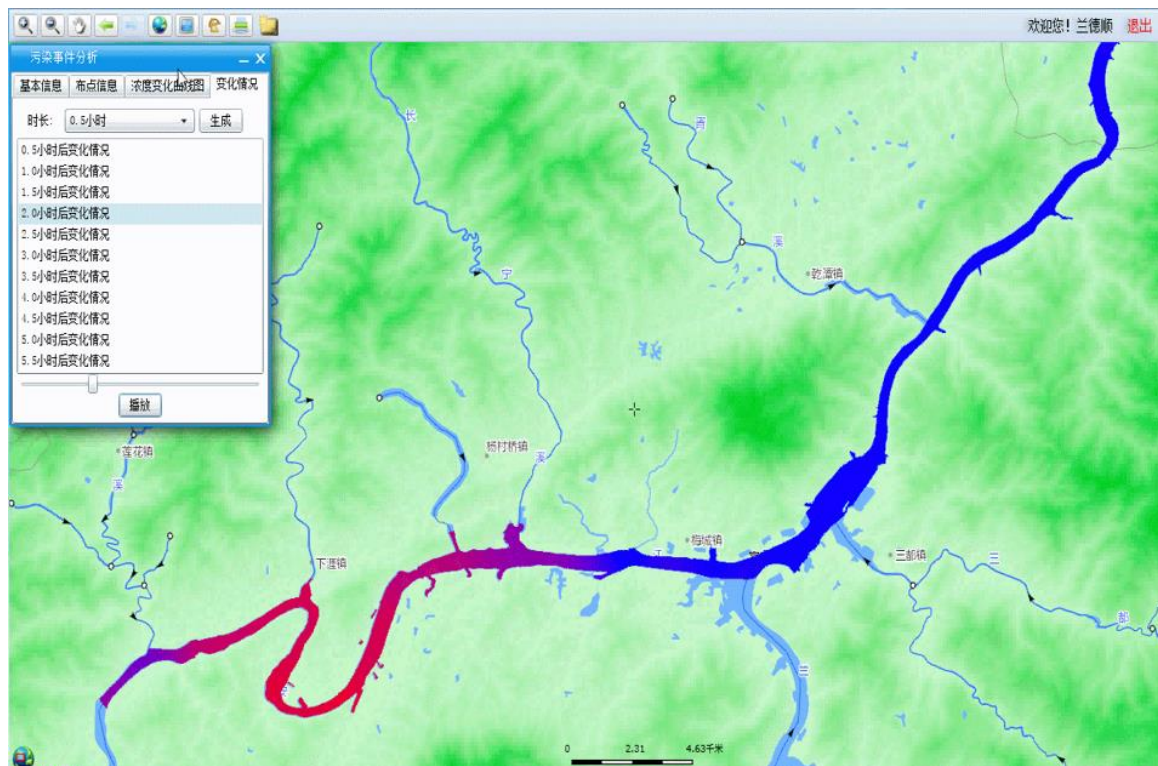 欢迎您！兰德顺 退出
污染事件分析
基本信息 布点信息 浓度变化曲线图 变化情况
时长： 0.5小时 生成
0.5小时后变化情况
1.0小时后变化情况
1.5小时后变化情况
2.0小时后变化情况
2.5小时后变化情况
3.0小时后变化情况
3.5小时后变化情况
4.0小时后变化情况
4.5小时后变化情况
5.0小时后变化情况
5.5小时后变化情况
播放
长
宁
溪
胥
溪
乾潭镇
杨村桥镇
莲花镇
溪
下涯镇
江
梅城镇
三都镇
三
都
兰
0 2.31 4.63千米